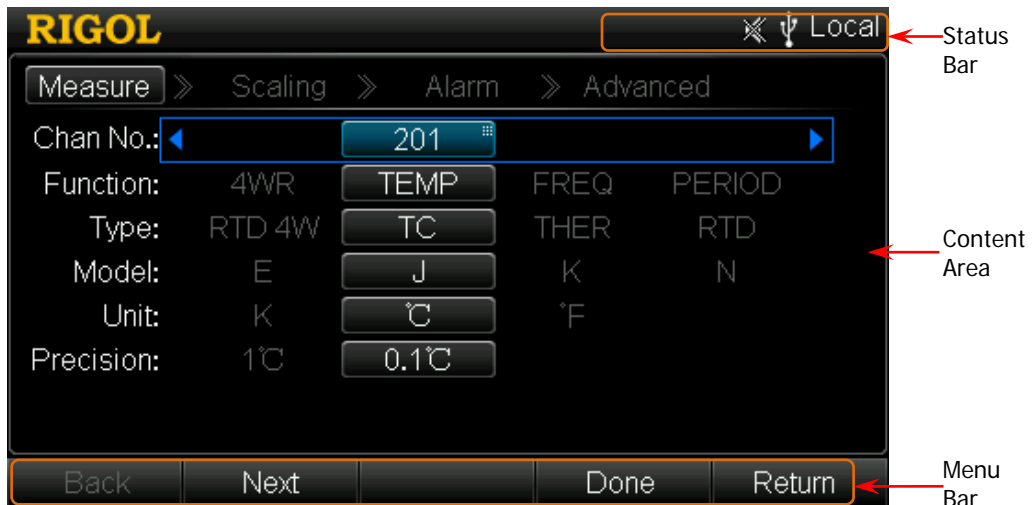 RIGOL Local
Status
Bar
Measure » Scaling » Alarm » Advanced
Chan No.: 201
Function: 4WR TEMP FREQ PERIOD
Type: RTD 4W TC THER RTD
Model: E J K N
Content
Area
Unit: K ℃ ℉
Precision: 1℃ 0.1℃
Back Next Done Return
Menu
Bar